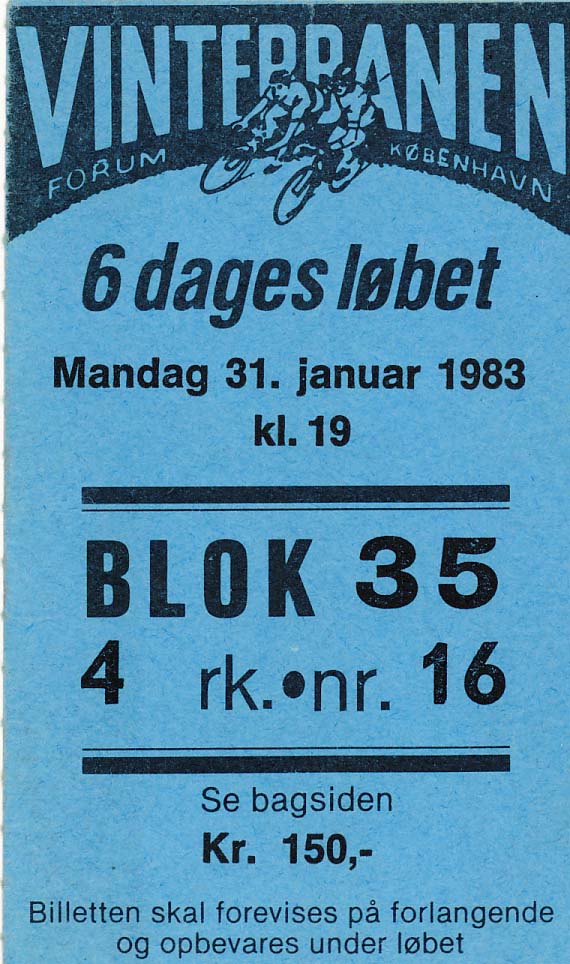 VINTERBANEN
FORUM KØBENHAVN
6 dages løbet
Mandag 31. januar 1983
kl. 19
BLOK 35
4 rk.•nr. 16
Se bagsiden
Kr. 150,-
Billetten skal forevises på forlangende
og opbevares under løbet